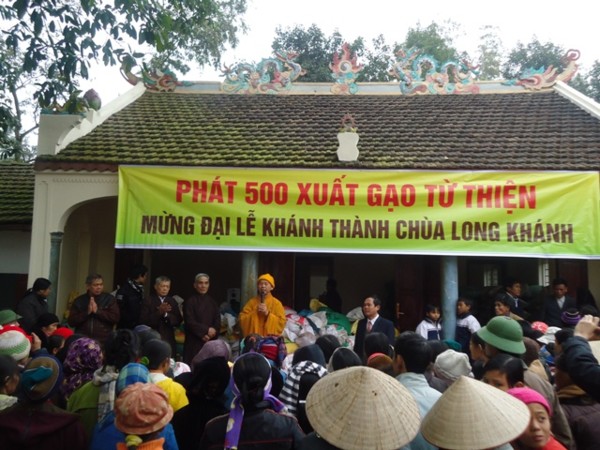 PHÁT 500 XUẤT GẠO TỪ THIỆN
MỪNG ĐẠI LỄ KHÁNH THÀNH CHÙA LONG KHÁNH